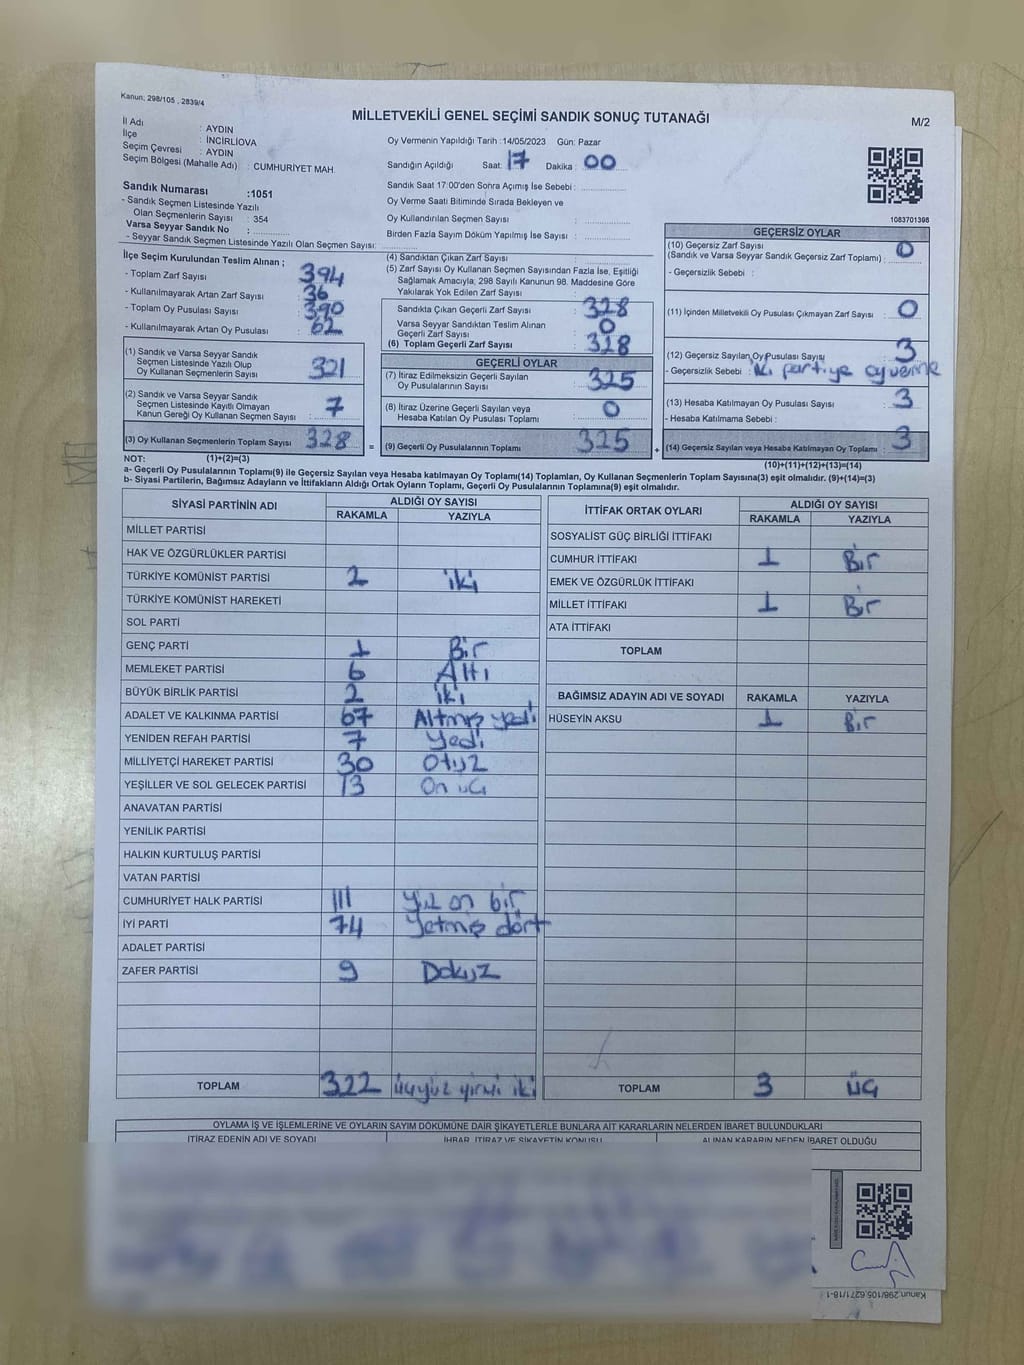 Kanun; 298/105 , 2839/4
MİLLETVEKİLİ GENEL SEÇİMİ SANDIK SONUÇ TUTANAĞI
M/2
İl Adı : AYDIN
İlçe : İNCİRLİOVA
Seçim Çevresi : AYDIN
Seçim Bölgesi (Mahalle Adı) : CUMHURİYET MAH.
Sandık Numarası :1051
- Sandık Seçmen Listesinde Yazılı
Olan Seçmenlerin Sayısı : 354
Varsa Seyyar Sandık No :
- Seyyar Sandık Seçmen Listesinde Yazılı Olan Seçmen Sayısı:
Oy Vermenin Yapıldığı Tarih :14/05/2023 Gün: Pazar
Sandığın Açıldığı Saat: 17 Dakika : 00
Sandık Saat 17:00'den Sonra Açımış İse Sebebi :
Oy Verme Saati Bitiminde Sırada Bekleyen ve
Oy Kullandırılan Seçmen Sayısı :
Birden Fazla Sayım Döküm Yapılmış İse Sayısı :
1083701398
İlçe Seçim Kurulundan Teslim Alınan ;
- Toplam Zarf Sayısı : 394
- Kullanılmayarak Artan Zarf Sayısı : 36
- Toplam Oy Pusulası Sayısı : 390
- Kullanılmayarak Artan Oy Pusulası : 62
(1) Sandık ve Varsa Seyyar Sandık
Seçmen Listesinde Yazılı Olup
Oy Kullanan Seçmenlerin Sayısı : 321
(2) Sandık ve Varsa Seyyar Sandık
Seçmen Listesinde Kayıtlı Olmayan
Kanun Gereği Oy Kullanan Seçmen Sayısı : 7
(3) Oy Kullanan Seçmenlerin Toplam Sayısı : 328
(4) Sandıktan Çıkan Zarf Sayısı :
(5) Zarf Sayısı Oy Kullanan Seçmen Sayısından Fazla İse, Eşitliği
Sağlamak Amacıyla; 298 Sayılı Kanunun 98. Maddesine Göre
Yakılarak Yok Edilen Zarf Sayısı :
Sandıkta Çıkan Geçerli Zarf Sayısı : 328
Varsa Seyyar Sandıktan Teslim Alınan
Geçerli Zarf Sayısı : 0
(6) Toplam Geçerli Zarf Sayısı : 328
GEÇERLİ OYLAR
(7) İtiraz Edilmeksizin Geçerli Sayılan
Oy Pusulalarının Sayısı : 325
(8) İtiraz Üzerine Geçerli Sayılan veya
Hesaba Katılan Oy Pusulası Toplamı : 0
= (9) Geçerli Oy Pusulalarının Toplamı : 325
GEÇERSİZ OYLAR
(10) Geçersiz Zarf Sayısı
(Sandık ve Varsa Seyyar Sandık Geçersiz Zarf Toplamı) : 0
- Geçersizlik Sebebi :
(11) İçinden Milletvekili Oy Pusulası Çıkmayan Zarf Sayısı : 0
(12) Geçersiz Sayılan Oy Pusulası Sayısı : 3
- Geçersizlik Sebebi : iki partiye oy verme
(13) Hesaba Katılmayan Oy Pusulası Sayısı : 3
- Hesaba Katılmama Sebebi :
+ (14) Geçersiz Sayılan veya Hesaba Katılmayan Oy Toplamı : 3
NOT: (1)+(2)=(3)
(10)+(11)+(12)+(13)=(14)
a- Geçerli Oy Pusulalarının Toplamı(9) ile Geçersiz Sayılan veya Hesaba katılmayan Oy Toplamı(14) Toplamları, Oy Kullanan Seçmenlerin Toplam Sayısına(3) eşit olmalıdır. (9)+(14)=(3)
b- Siyasi Partilerin, Bağımsız Adayların ve İttifakların Aldığı Ortak Oyların Toplamı, Geçerli Oy Pusulalarının Toplamına(9) eşit olmalıdır.
SİYASİ PARTİNİN ADI ALDIĞI OY SAYISI
RAKAMLA YAZIYLA
MİLLET PARTİSİ
HAK VE ÖZGÜRLÜKLER PARTİSİ
TÜRKİYE KOMÜNİST PARTİSİ 2 iki
TÜRKİYE KOMÜNİST HAREKETİ
SOL PARTİ
GENÇ PARTİ 1 Bir
MEMLEKET PARTİSİ 6 Altı
BÜYÜK BİRLİK PARTİSİ 2 iki
ADALET VE KALKINMA PARTİSİ 67 Altmış yedi
YENİDEN REFAH PARTİSİ 7 Yedi
MİLLİYETÇİ HAREKET PARTİSİ 30 Otuz
YEŞİLLER VE SOL GELECEK PARTİSİ 13 On üç
ANAVATAN PARTİSİ
YENİLİK PARTİSİ
HALKIN KURTULUŞ PARTİSİ
VATAN PARTİSİ
CUMHURİYET HALK PARTİSİ 111 Yüz on bir
İYİ PARTİ 74 Yetmiş dört
ADALET PARTİSİ
ZAFER PARTİSİ 9 Dokuz
TOPLAM 322 üçyüz yirmi iki
İTTİFAK ORTAK OYLARI ALDIĞI OY SAYISI
RAKAMLA YAZIYLA
SOSYALİST GÜÇ BİRLİĞİ İTTİFAKI
CUMHUR İTTİFAKI 1 Bir
EMEK VE ÖZGÜRLÜK İTTİFAKI
MİLLET İTTİFAKI 1 Bir
ATA İTTİFAKI
TOPLAM
BAĞIMSIZ ADAYIN ADI VE SOYADI RAKAMLA YAZIYLA
HÜSEYİN AKSU 1 Bir
TOPLAM 3 üç
OYLAMA İŞ VE İŞLEMLERİNE VE OYLARIN SAYIM DÖKÜMÜNE DAİR ŞİKAYETLERLE BUNLARA AİT KARARLARIN NELERDEN İBARET BULUNDUKLARI
İTİRAZ EDENİN ADI VE SOYADI İHBAR, İTİRAZ VE ŞİKAYETİN KONUSU ALINAN KARARIN NEDEN İBARET OLDUĞU
Kanun 298/105 627/1/18-1